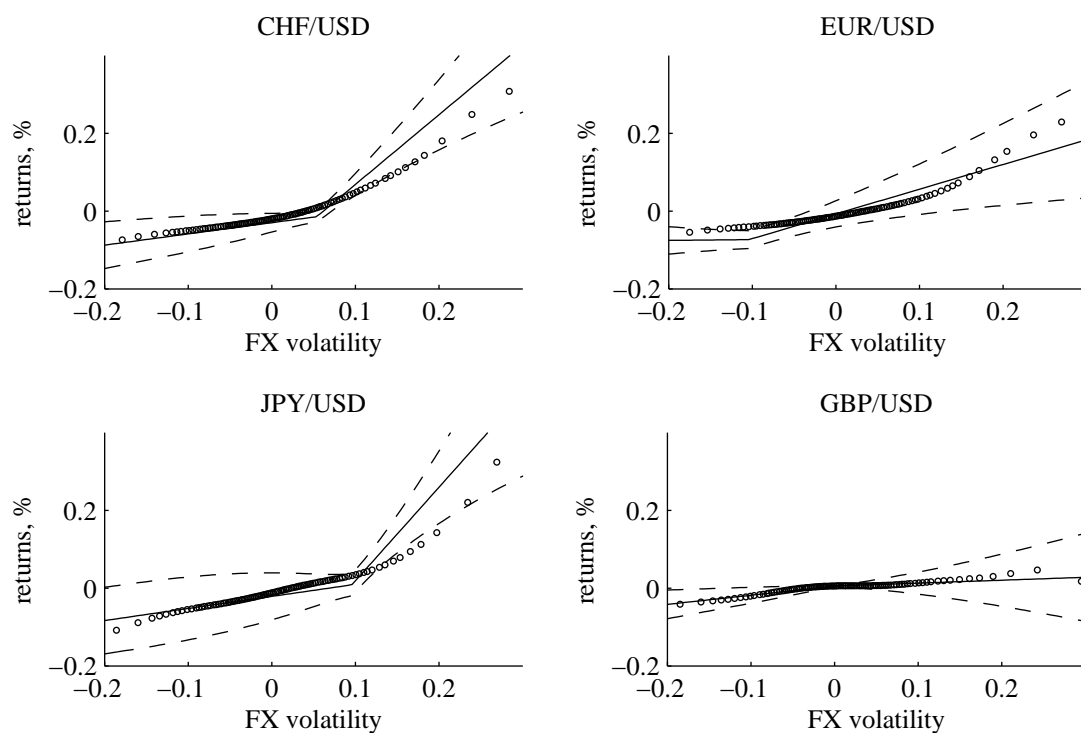 CHF/USD
returns, %
0.2
0
−0.2
−0.2 −0.1 0 0.1 0.2
FX volatility
EUR/USD
returns, %
0.2
0
−0.2
−0.2 −0.1 0 0.1 0.2
FX volatility
JPY/USD
returns, %
0.2
0
−0.2
−0.2 −0.1 0 0.1 0.2
FX volatility
GBP/USD
returns, %
0.2
0
−0.2
−0.2 −0.1 0 0.1 0.2
FX volatility